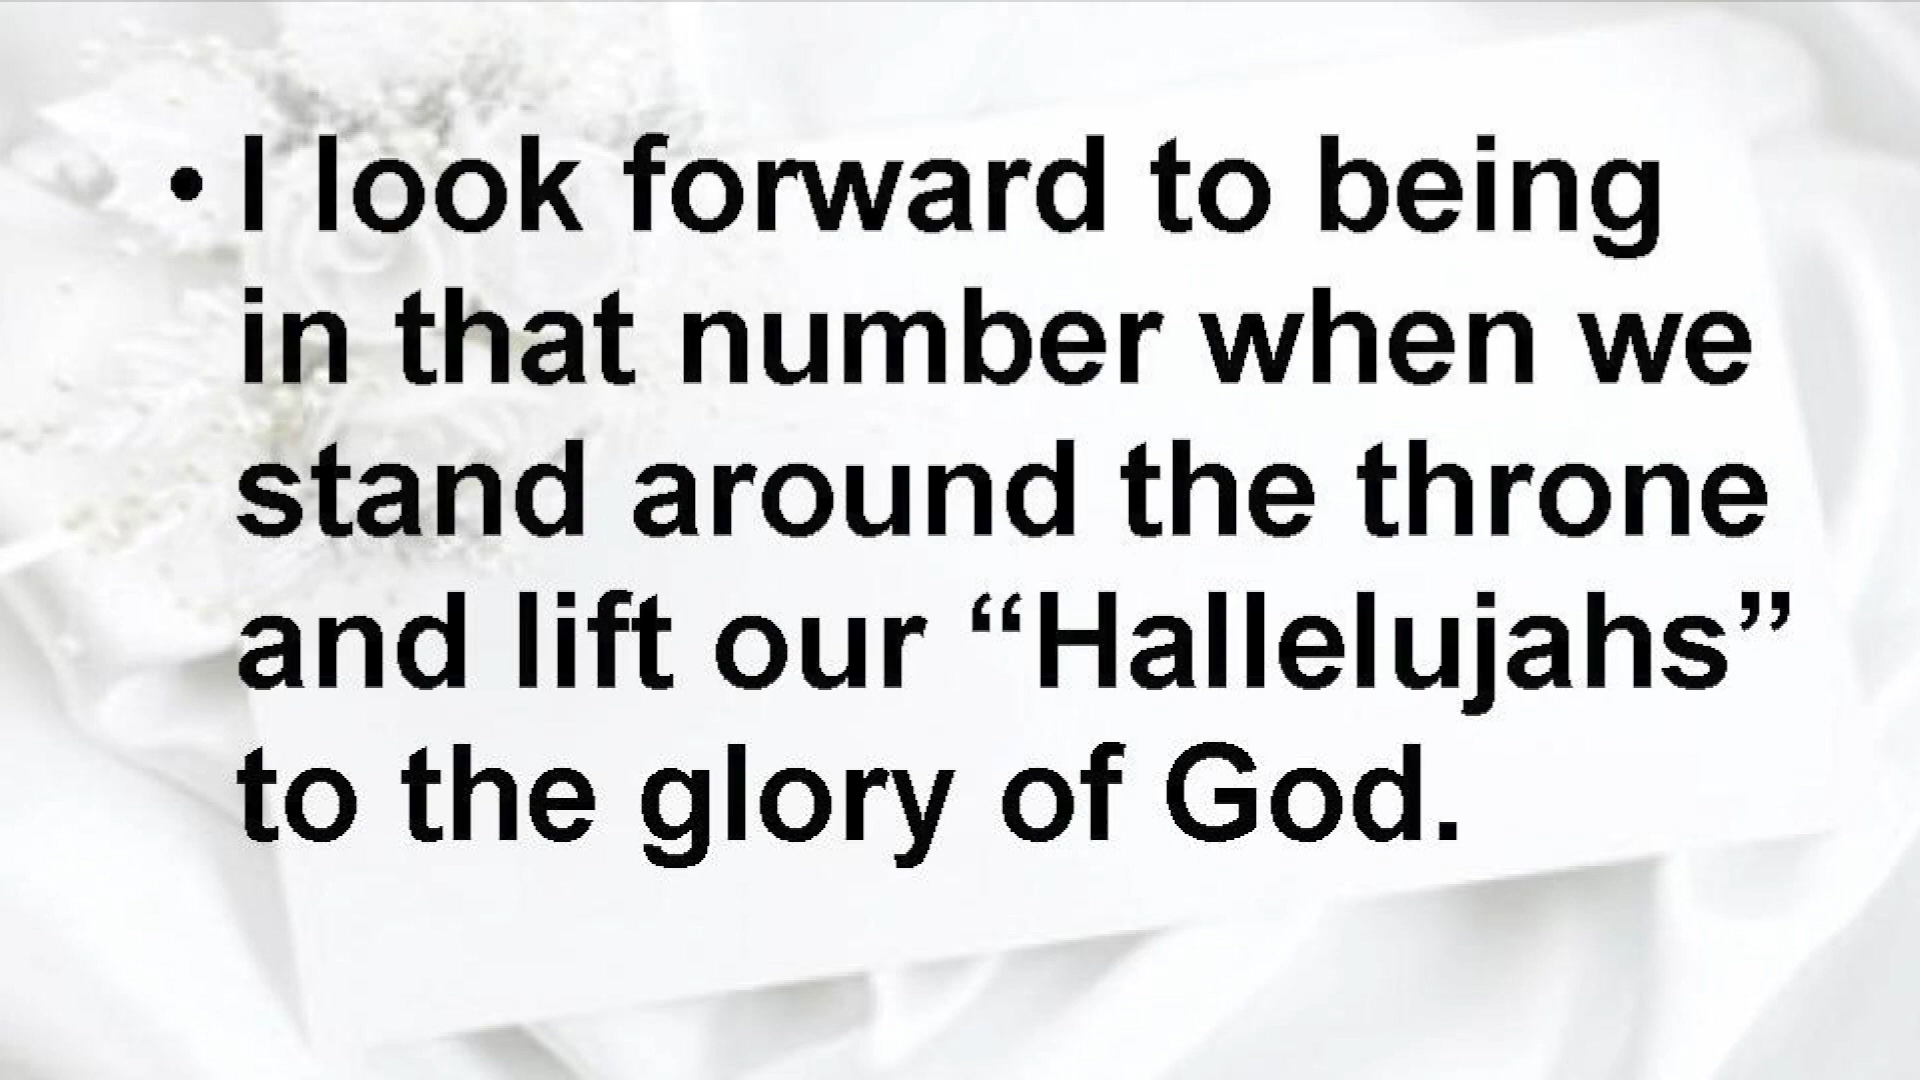 • I look forward to being
in that number when we
stand around the throne
and lift our “Hallelujahs”
to the glory of God.